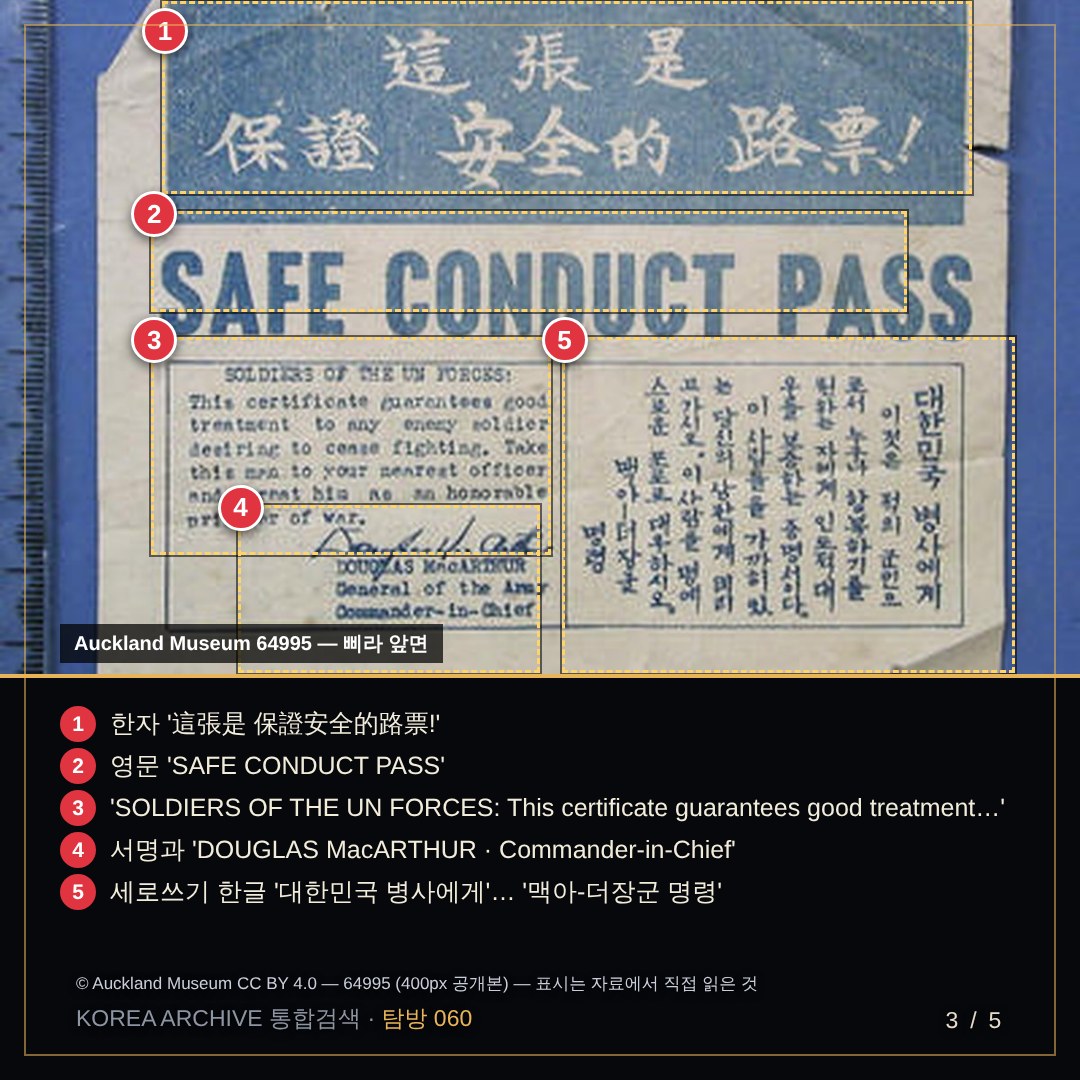 1
這張是
保證 安全的 路票!
2
SAFE CONDUCT PASS
3
5
SOLDIERS OF THE UN FORCES:
This certificate guarantees good
treatment to any enemy soldier
desiring to cease fighting. Take
this man to your nearest officer
and treat him as an honorable
4
of war.
DOUGLAS MacARTHUR
General of the Army
Commander-in-Chief
대한민국 병사에게
이것은 적의 군인으
로서 누구나 항복하기를
원하는 자에게 인도적 대
우를 보증하는 증명서다.
이 사람을 가까이 있
는 당신의 상관에게 데리
고가시오. 이 사람을 명예
스로운 포로로 대우하시오.
맥아-더장군
명령
Auckland Museum 64995 — 삐라 앞면
1 한자 '這張是 保證安全的路票!'
2 영문 'SAFE CONDUCT PASS'
3 'SOLDIERS OF THE UN FORCES: This certificate guarantees good treatment…'
4 서명과 'DOUGLAS MacARTHUR · Commander-in-Chief'
5 세로쓰기 한글 '대한민국 병사에게'… '맥아-더장군 명령'
© Auckland Museum CC BY 4.0 — 64995 (400px 공개본) — 표시는 자료에서 직접 읽은 것
KOREA ARCHIVE 통합검색 · 탐방 060
3 / 5